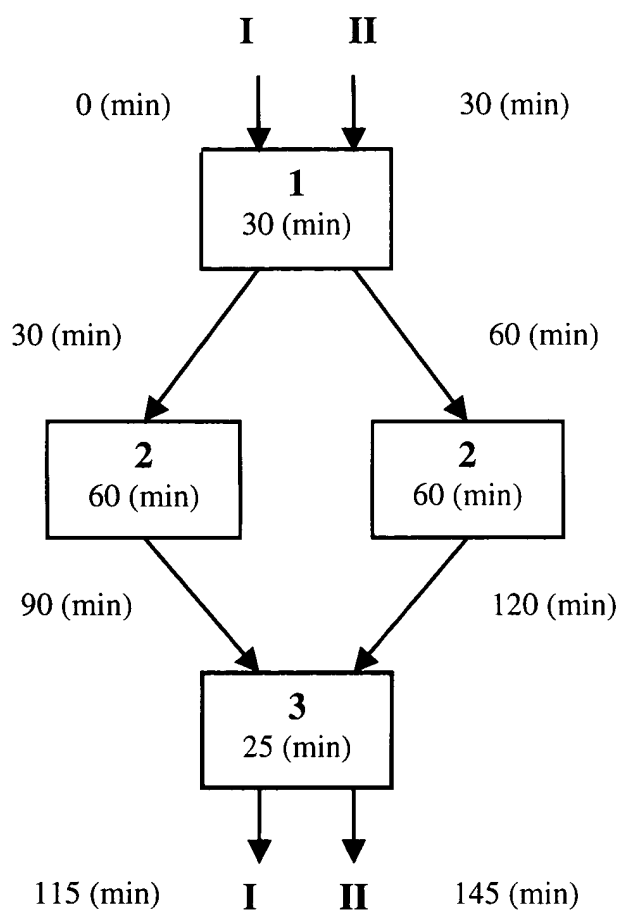 I II
0 (min) 30 (min)
1
30 (min)
30 (min) 60 (min)
2 2
60 (min) 60 (min)
90 (min) 120 (min)
3
25 (min)
115 (min) I II 145 (min)